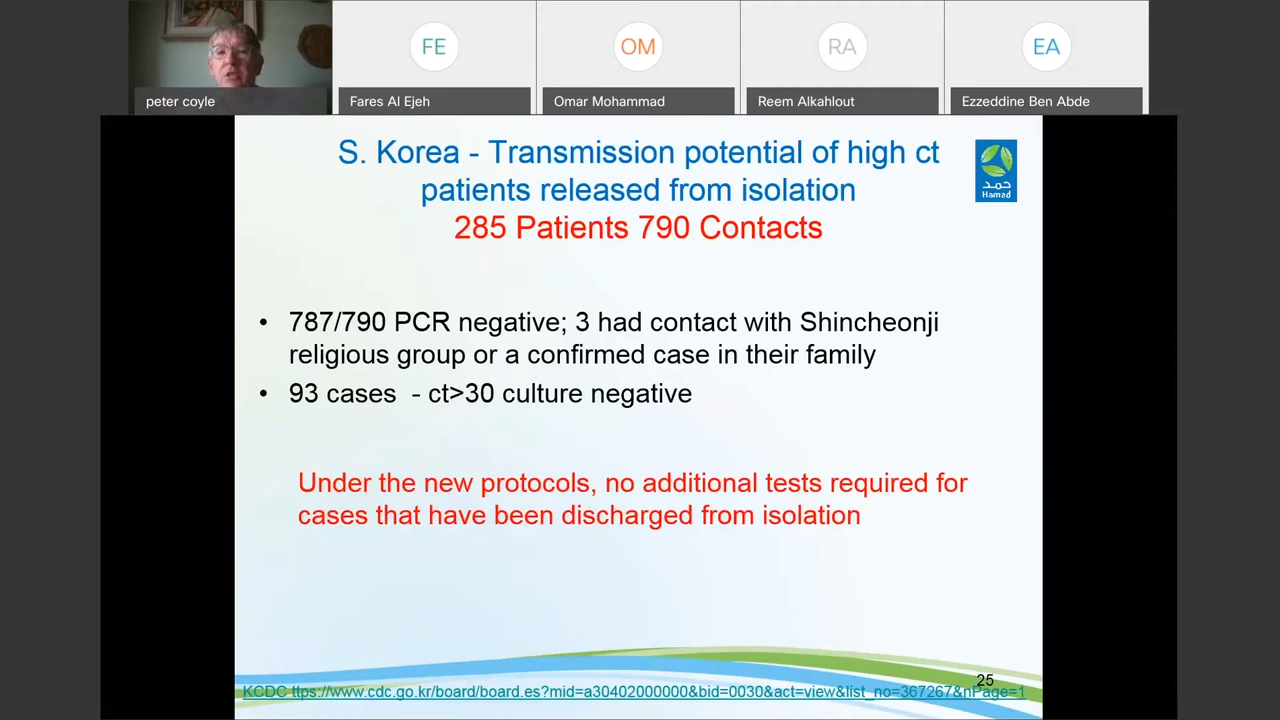 FE
OM
RA
EA
peter coyle
Fares Al Ejeh
Omar Mohammad
Reem Alkahlout
Ezzeddine Ben Abde
S. Korea - Transmission potential of high ct
patients released from isolation
285 Patients 790 Contacts
حمد
Hamad
• 787/790 PCR negative; 3 had contact with Shincheonji
religious group or a confirmed case in their family
• 93 cases - ct>30 culture negative
Under the new protocols, no additional tests required for
cases that have been discharged from isolation
25
KCDC ttps://www.cdc.go.kr/board/board.es?mid=a30402000000&bid=0030&act=view&list_no=367267&nPage=1